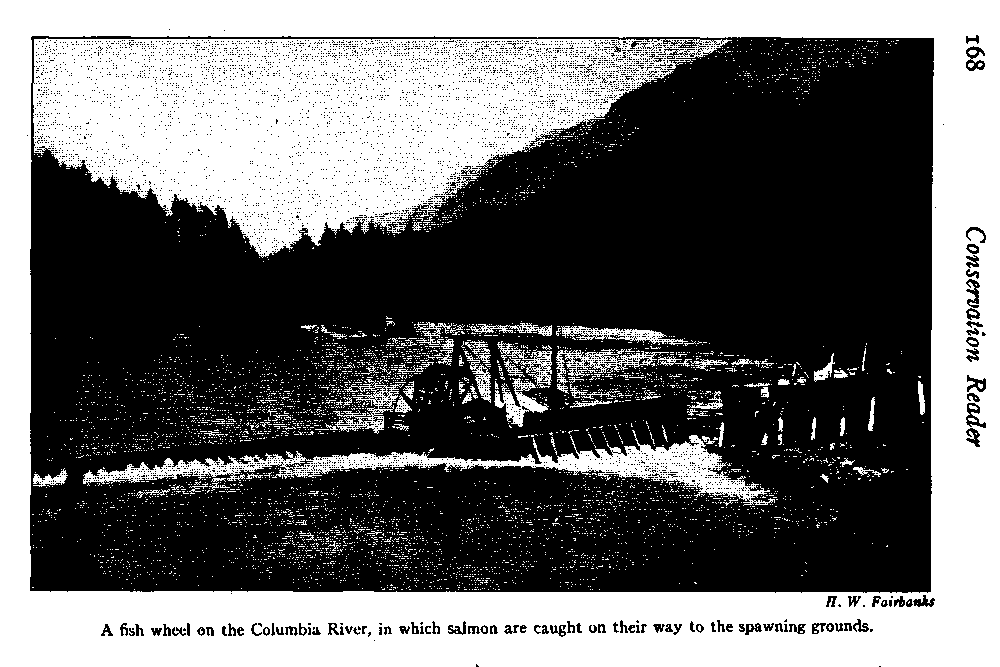 168
Conservation Reader
H. W. Fairbanks
A fish wheel on the Columbia River, in which salmon are caught on their way to the spawning grounds.